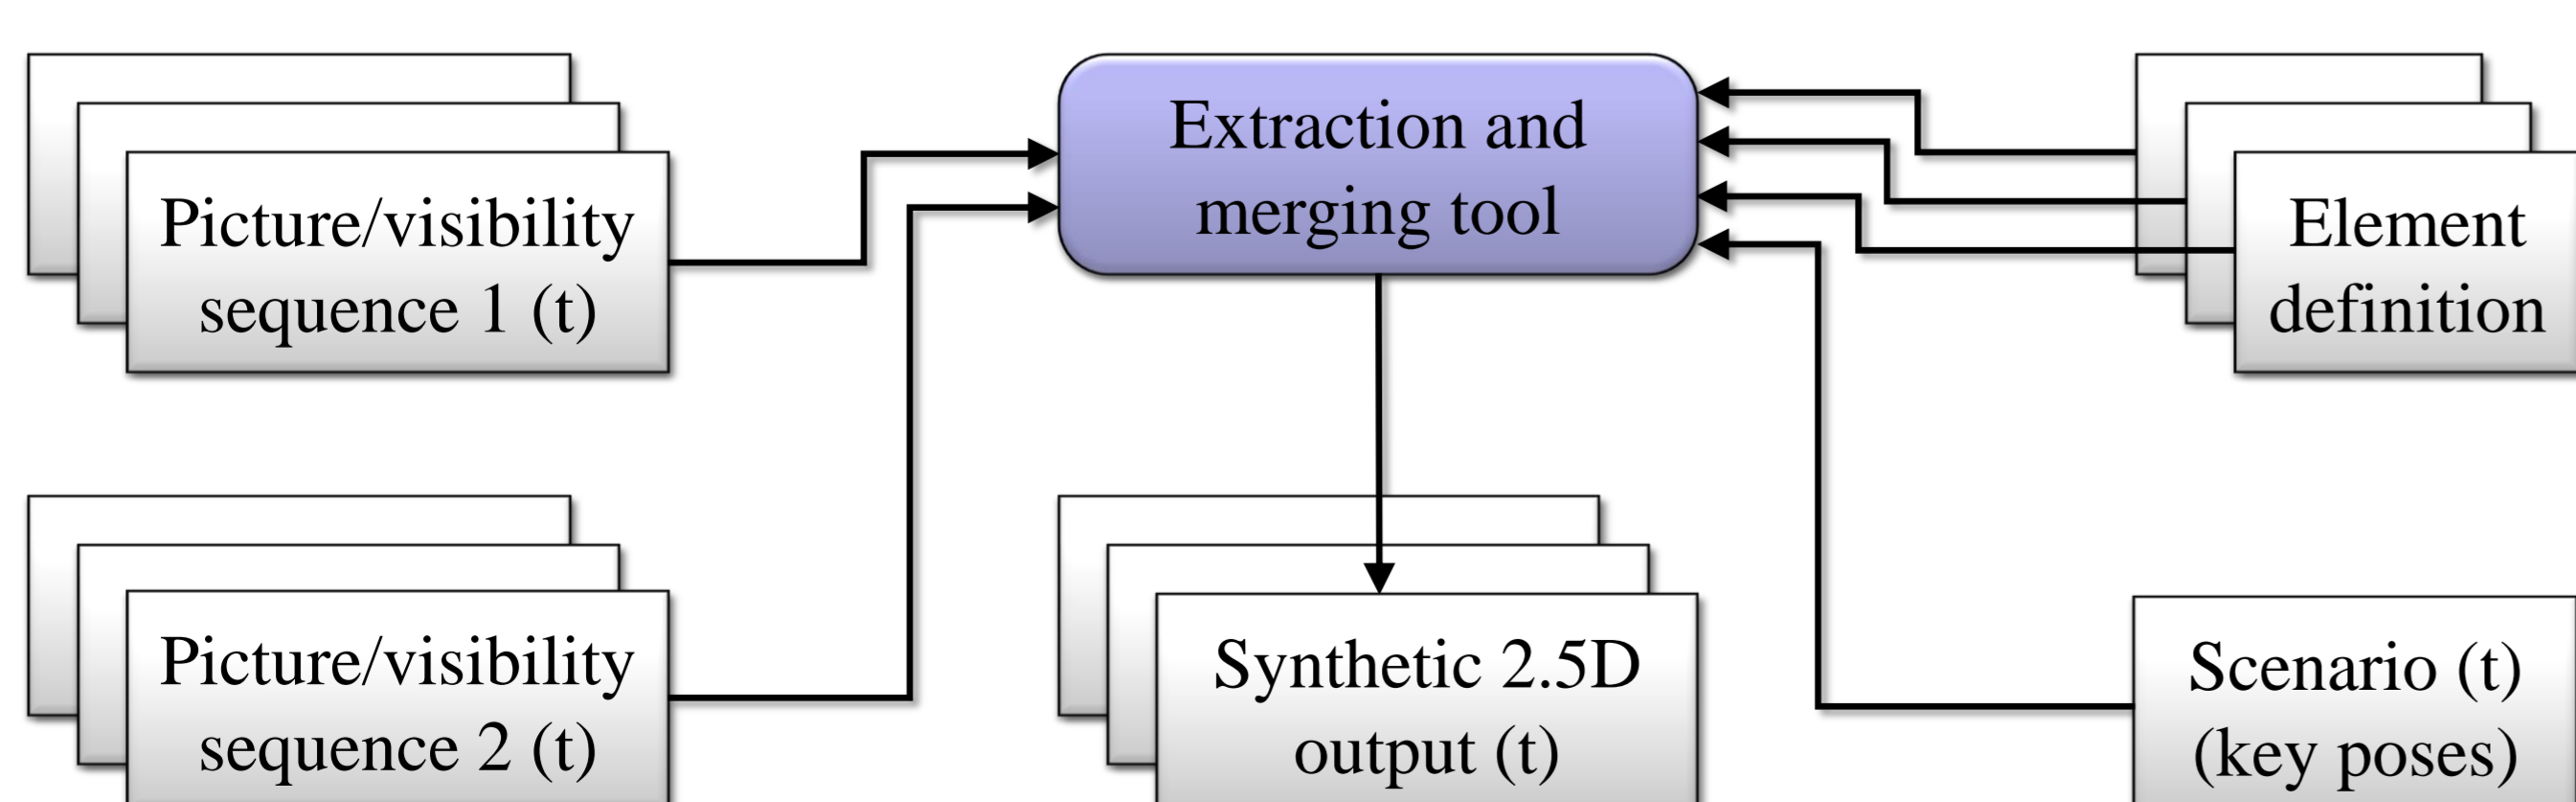 Picture/visibility
sequence 1 (t)
Extraction and
merging tool
Element
definition
Picture/visibility
sequence 2 (t)
Synthetic 2.5D
output (t)
Scenario (t)
(key poses)